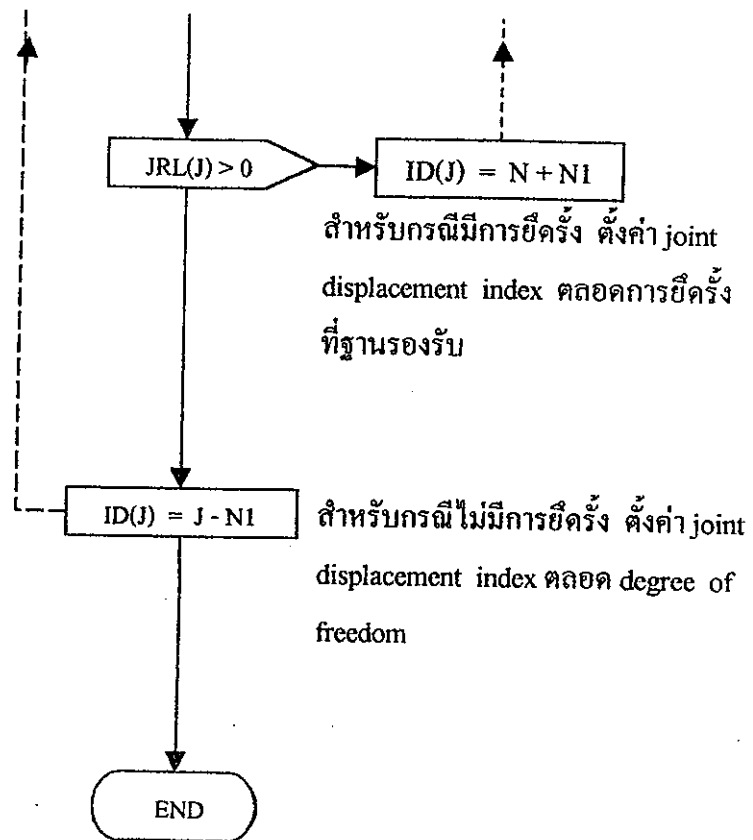 JRL(J) > 0
ID(J) = N + N1
สำหรับกรณีมีการยึดรั้ง ตั้งค่า joint
displacement index ตลอดการยึดรั้ง
ที่ฐานรองรับ
ID(J) = J - N1
สำหรับกรณีไม่มีการยึดรั้ง ตั้งค่า joint
displacement index ตลอด degree of
freedom
END